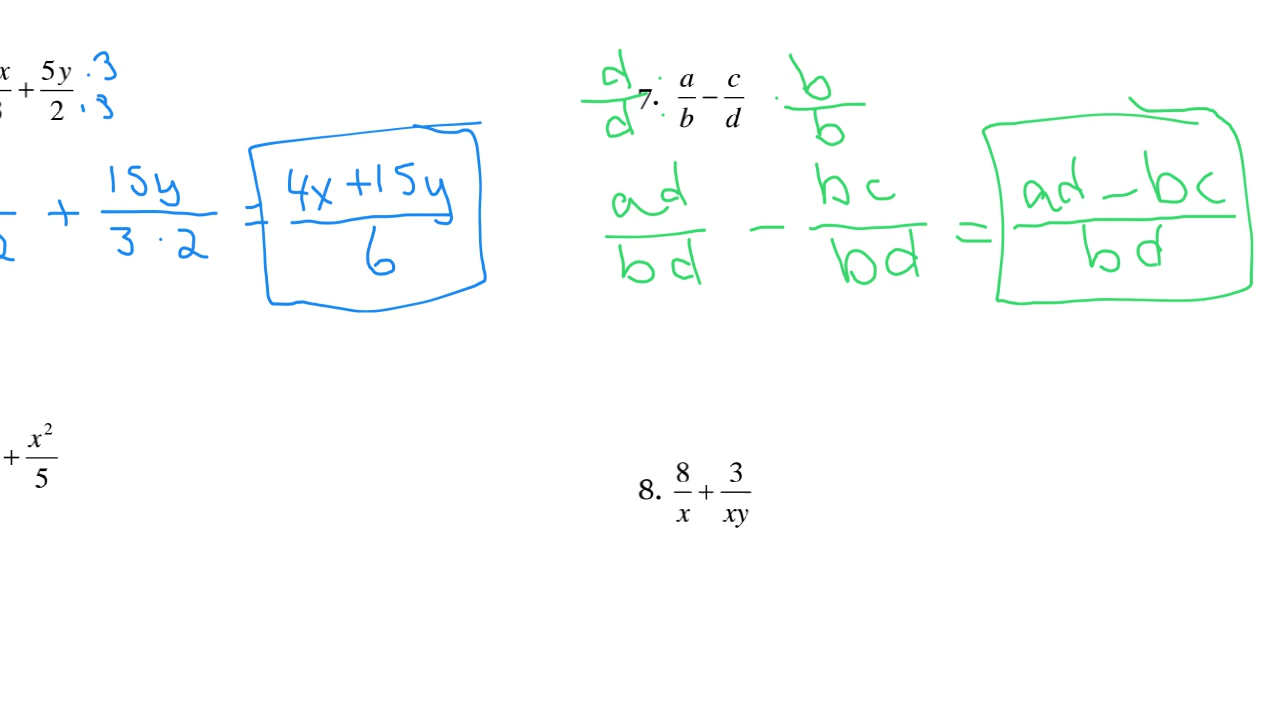 x/3 + 5y/2 · 3/3
+ 15y/(3 · 2) = (4x + 15y)/6
+ x²/5
d/d · 7. a/b − c/d · b/b
ad/bd − bc/bd = (ad − bc)/bd
8. 8/x + 3/xy